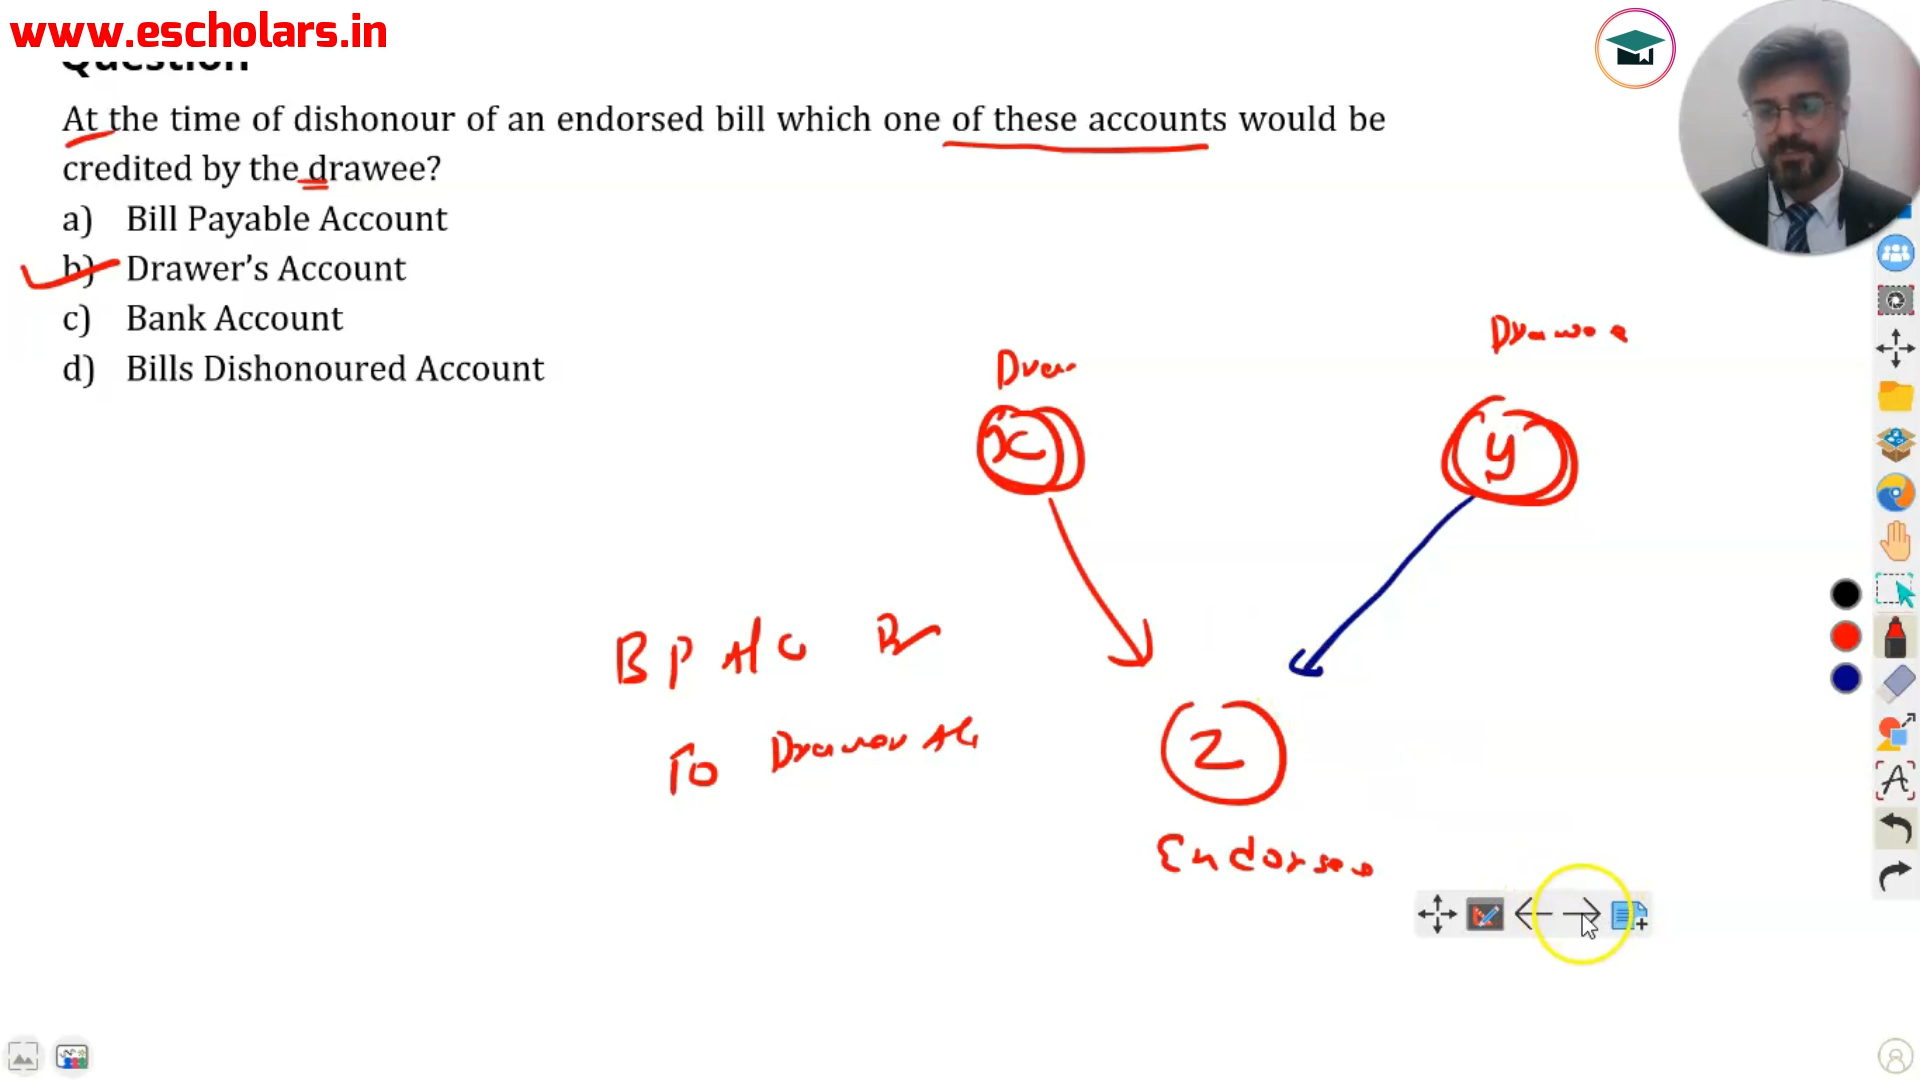 www.escholars.in
Question
At the time of dishonour of an endorsed bill which one of these accounts would be
credited by the drawee?
a) Bill Payable Account
b) Drawer's Account
c) Bank Account
d) Bills Dishonoured Account
Drawee
x
y
B P A/c Dr
To Drawer A/c
Z
Endorsee